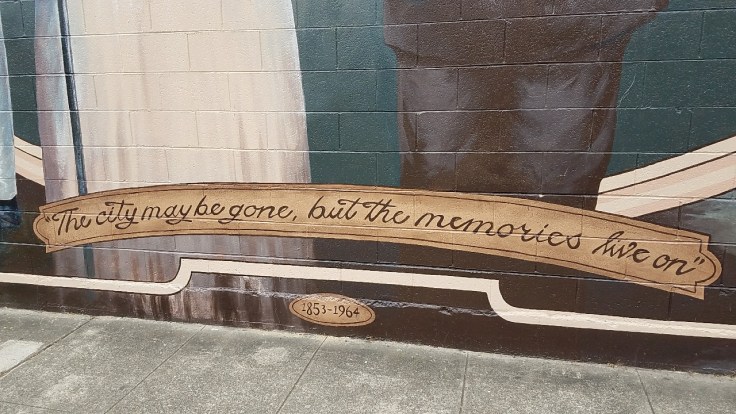 "The city may be gone, but the memories live on"
1853-1964